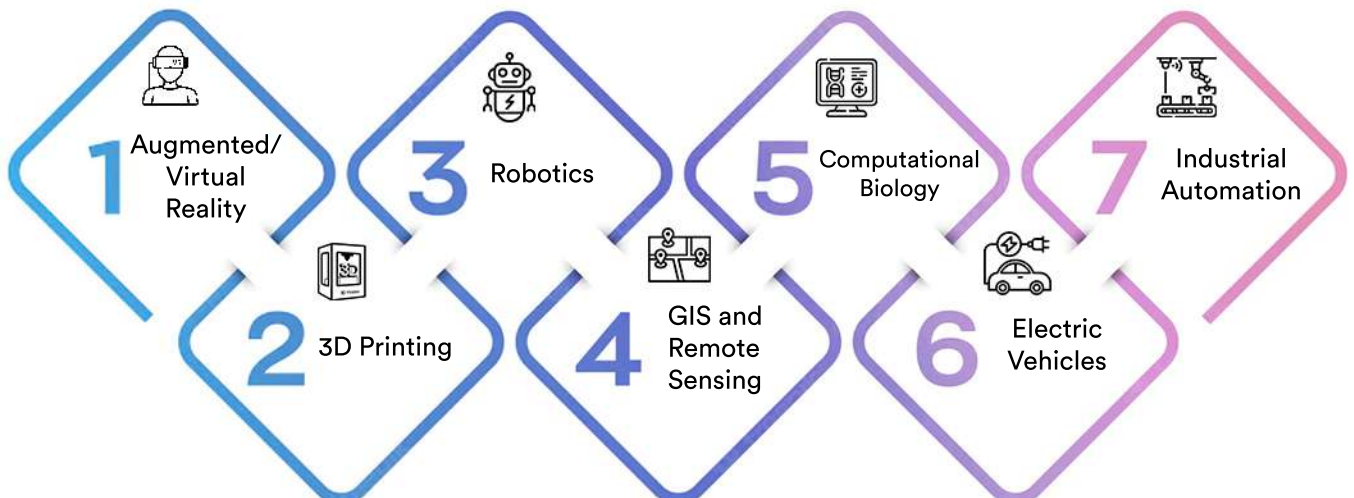 1
Augmented/
Virtual
Reality
2
3D
3D Printing
3
Robotics
4
GIS and
Remote
Sensing
5
Computational
Biology
6
Electric
Vehicles
7
Industrial
Automation